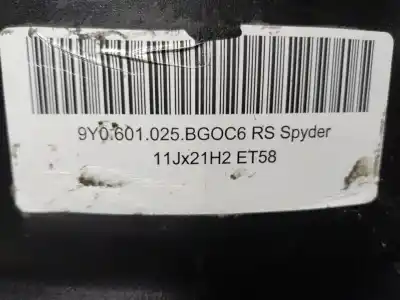 9Y0.601.025.BGOC6 RS Spyder
11Jx21H2 ET58